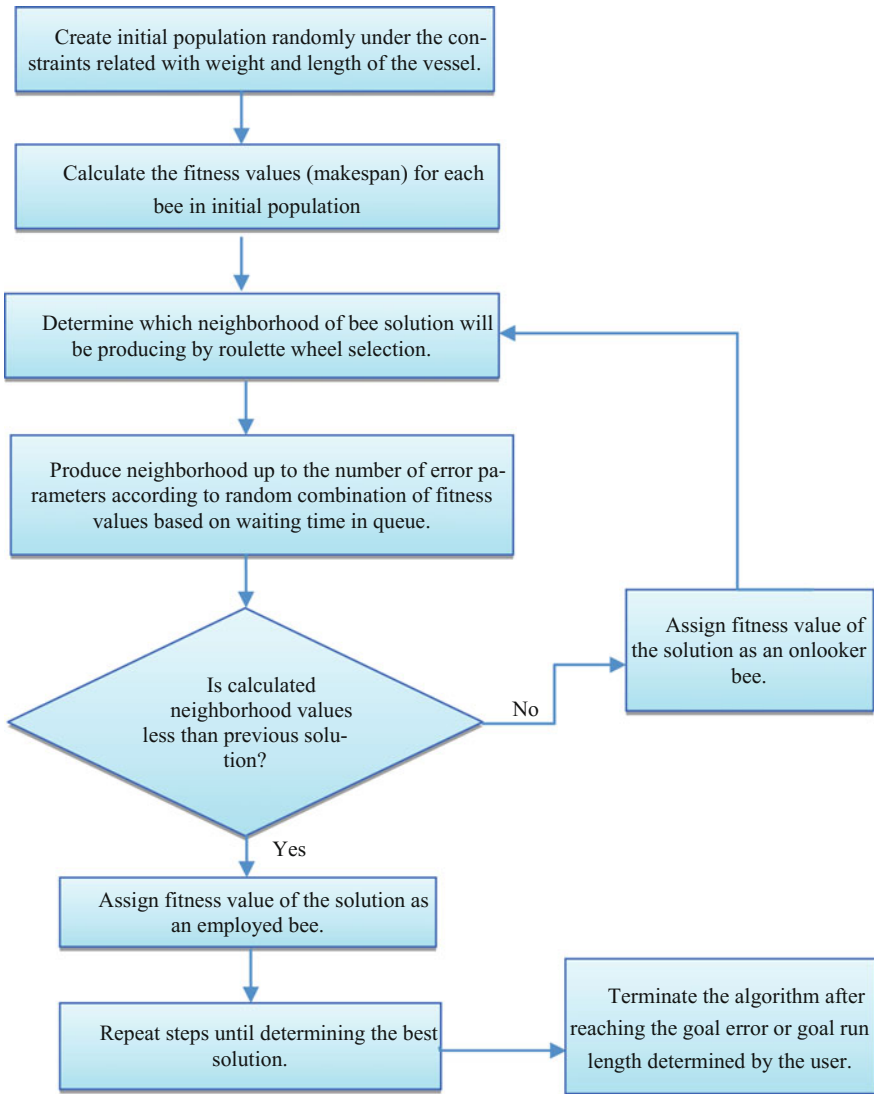 Create initial population randomly under the con-
straints related with weight and length of the vessel.
Calculate the fitness values (makespan) for each
bee in initial population
Determine which neighborhood of bee solution will
be producing by roulette wheel selection.
Produce neighborhood up to the number of error pa-
rameters according to random combination of fitness
values based on waiting time in queue.
Assign fitness value of
the solution as an onlooker
bee.
Is calculated
neighborhood values
less than previous solu-
tion?
No
Yes
Assign fitness value of the solution as
an employed bee.
Repeat steps until determining the best
solution.
Terminate the algorithm after
reaching the goal error or goal run
length determined by the user.